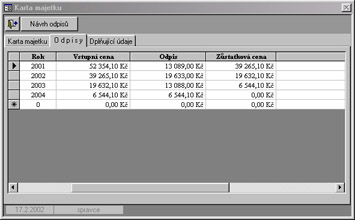 Karta majetku
Návrh odpisů
Karta majetku Odpisy Dplňující údaje
Rok Vstupní cena Odpis Zůstatková cena
2001 52 354,10 Kč 13 089,00 Kč 39 265,10 Kč
2002 39 265,10 Kč 19 633,00 Kč 19 632,10 Kč
2003 19 632,10 Kč 13 088,00 Kč 6 544,10 Kč
2004 6 544,10 Kč 6 544,10 Kč 0,00 Kč
0 0,00 Kč 0,00 Kč 0,00 Kč
17.2.2002 spravce